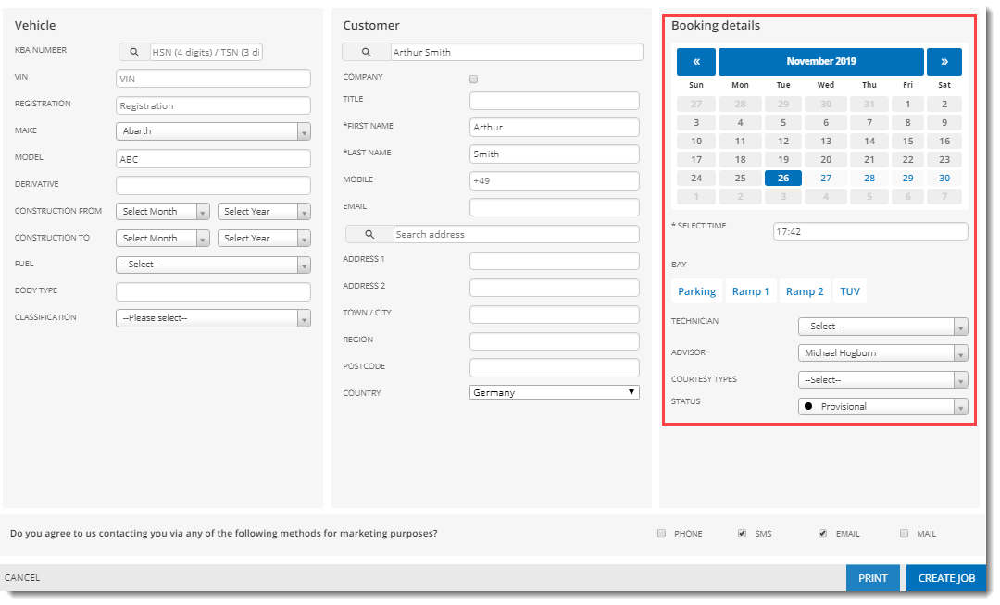 Vehicle
KBA NUMBER
HSN (4 digits) / TSN (3 di
VIN
VIN
REGISTRATION
Registration
MAKE
Abarth
MODEL
ABC
DERIVATIVE
CONSTRUCTION FROM
Select Month
Select Year
CONSTRUCTION TO
Select Month
Select Year
FUEL
--Select--
BODY TYPE
CLASSIFICATION
--Please select--
Customer
Arthur Smith
COMPANY
TITLE
*FIRST NAME
Arthur
*LAST NAME
Smith
MOBILE
+49
EMAIL
Search address
ADDRESS 1
ADDRESS 2
TOWN / CITY
REGION
POSTCODE
COUNTRY
Germany
Booking details
« November 2019 »
Sun Mon Tue Wed Thu Fri Sat
27 28 29 30 31 1 2
3 4 5 6 7 8 9
10 11 12 13 14 15 16
17 18 19 20 21 22 23
24 25 26 27 28 29 30
1 2 3 4 5 6 7
* SELECT TIME
17:42
BAY
Parking Ramp 1 Ramp 2 TUV
TECHNICIAN
--Select--
ADVISOR
Michael Hogburn
COURTESY TYPES
--Select--
STATUS
Provisional
Do you agree to us contacting you via any of the following methods for marketing purposes?
PHONE SMS EMAIL MAIL
CANCEL
PRINT
CREATE JOB